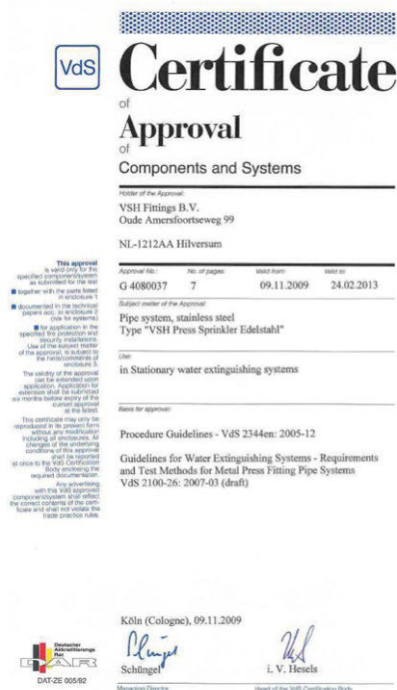 VdS
Certificate
of
Approval
of
Components and Systems
Holder of the Approval:
VSH Fittings B.V.
Oude Amersfoortseweg 99
NL-1212AA Hilversum
Approval No.: No. of pages: Valid from: Valid to:
G 4080037 7 09.11.2009 24.02.2013
Subject matter of the Approval:
Pipe system, stainless steel
Type "VSH Press Sprinkler Edelstahl"
Use:
in Stationary water extinguishing systems
Basis for approval:
Procedure Guidelines - VdS 2344en: 2005-12
Guidelines for Water Extinguishing Systems - Requirements
and Test Methods for Metal Press Fitting Pipe Systems
VdS 2100-26: 2007-03 (draft)
This approval
is valid only for the
specified component/system
as submitted for the test
together with the parts listed
in enclosure 1
documented in the technical
papers acc. to enclosure 2
(not for systems)
for application in the
specified fire protection and
security installations.
Use of the subject matter
of the approval, is subject to
the hints/comments of
enclosure 3.
The validity of the approval
can be extended upon
application. Application for
extension shall be submitted
six months before expiry of the
current approval
at the latest.
This certificate may only be
reproduced in its present form
without any modification
including all enclosures. All
changes of the underlying
conditions of this approval
shall be reported
at once to the VdS Certification
Body enclosing the
required documentation.
Any advertising
with this VdS approved
component/system shall reflect
the correct contents of the certi-
ficate and shall not violate the
trade practice rules.
Köln (Cologne), 09.11.2009
Schüngel i. V. Hesels
Managing Director Head of the VdS Certification Body
Deutscher
Akkreditierungs
Rat
DAR
DAT-ZE 005/92